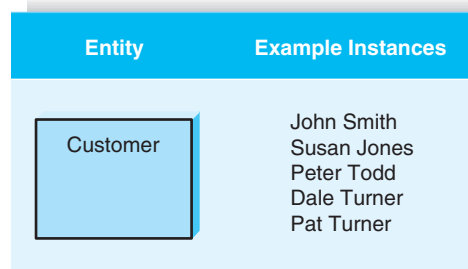 Entity Example Instances
Customer
John Smith
Susan Jones
Peter Todd
Dale Turner
Pat Turner